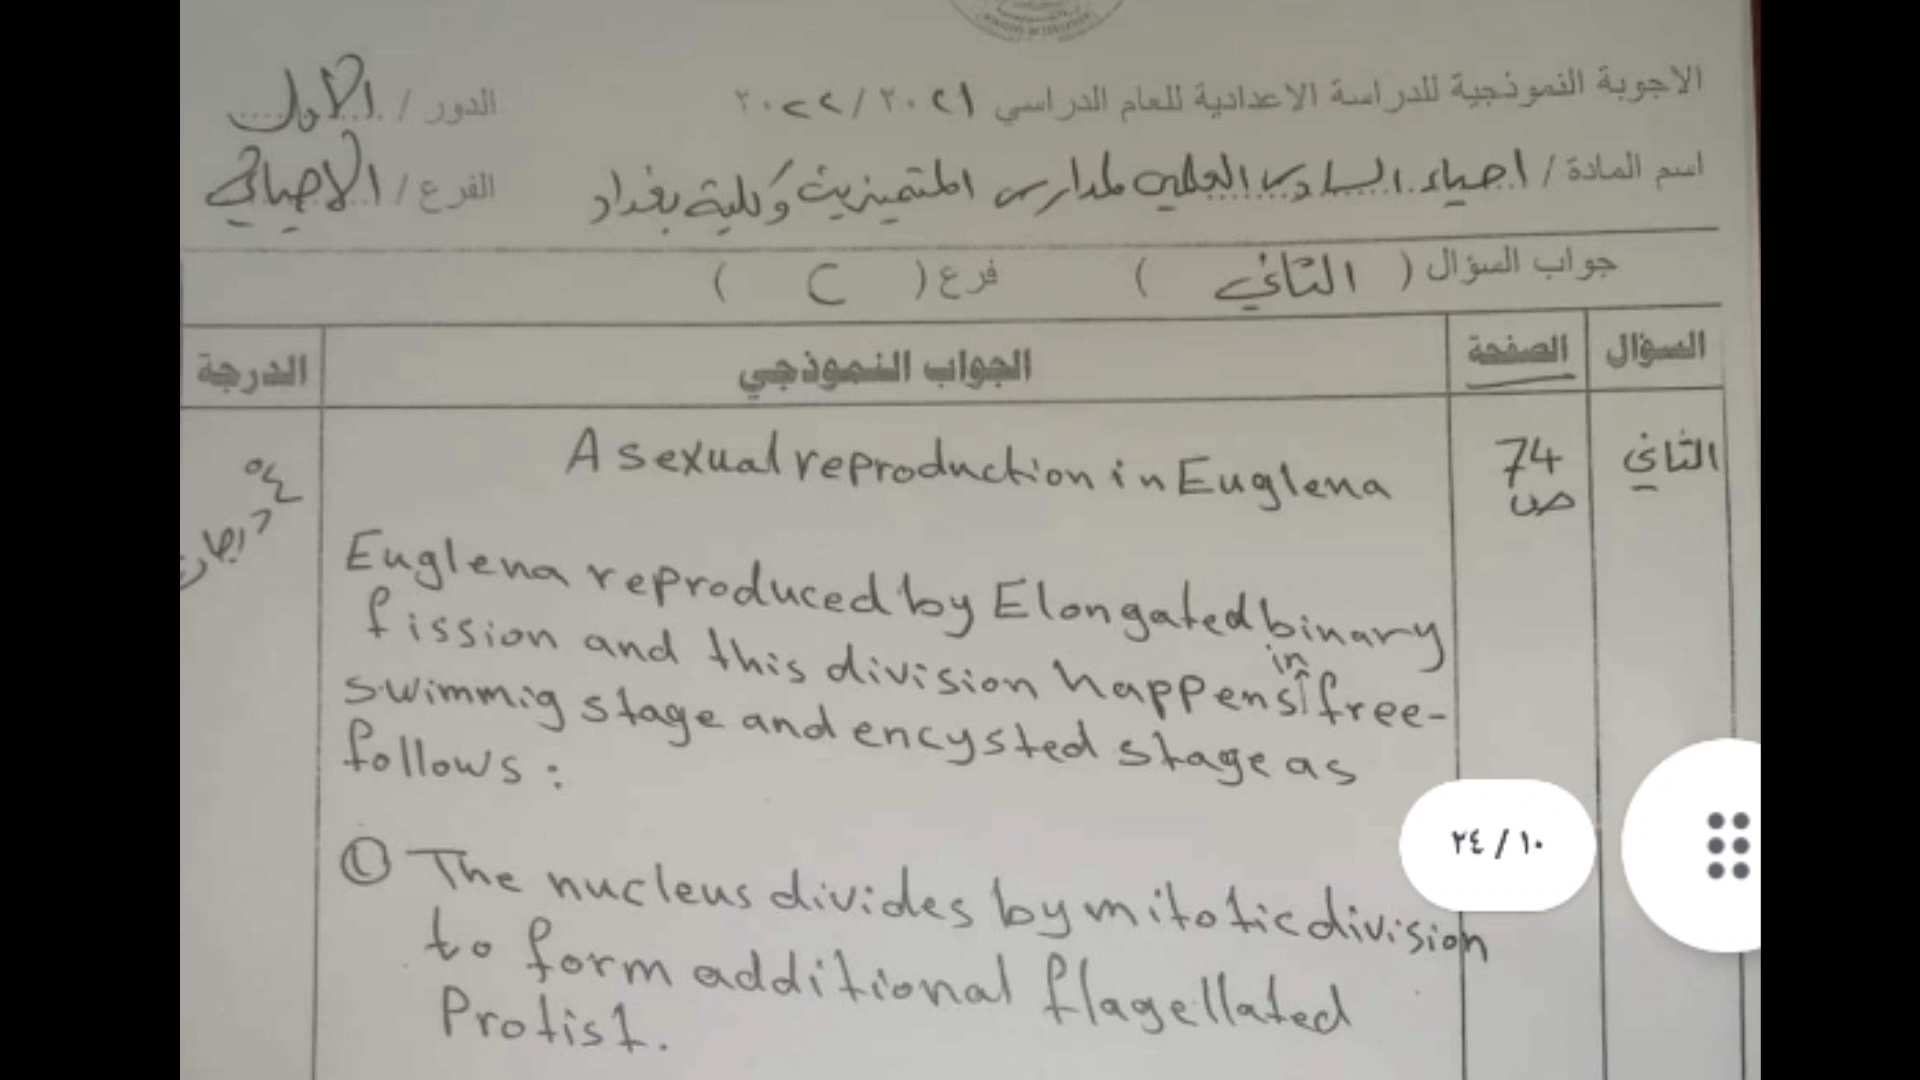 MINISTRY OF EDUCATION
الاجوبة النموذجية للدراسة الاعدادية للعام الدراسي ٢٠٢١ / ٢٠٢٢
الدور / الاول
اسم المادة / احياء السادس العلمي لمدارس المتميزين وكلية بغداد
الفرع / الاحيائي
جواب السؤال ( الثاني ) فرع ( C )
السؤال الصفحة الجواب النموذجي الدرجة
الثاني
74
ص
A sexual reproduction in Euglena
Euglena reproduced by Elongated binary
fission and this division happens in free-
swimmig stage and encysted stage as
follows :
① The nucleus divides by mitotic division
to form additional flagellated
Protist.
١٠ / ٢٤